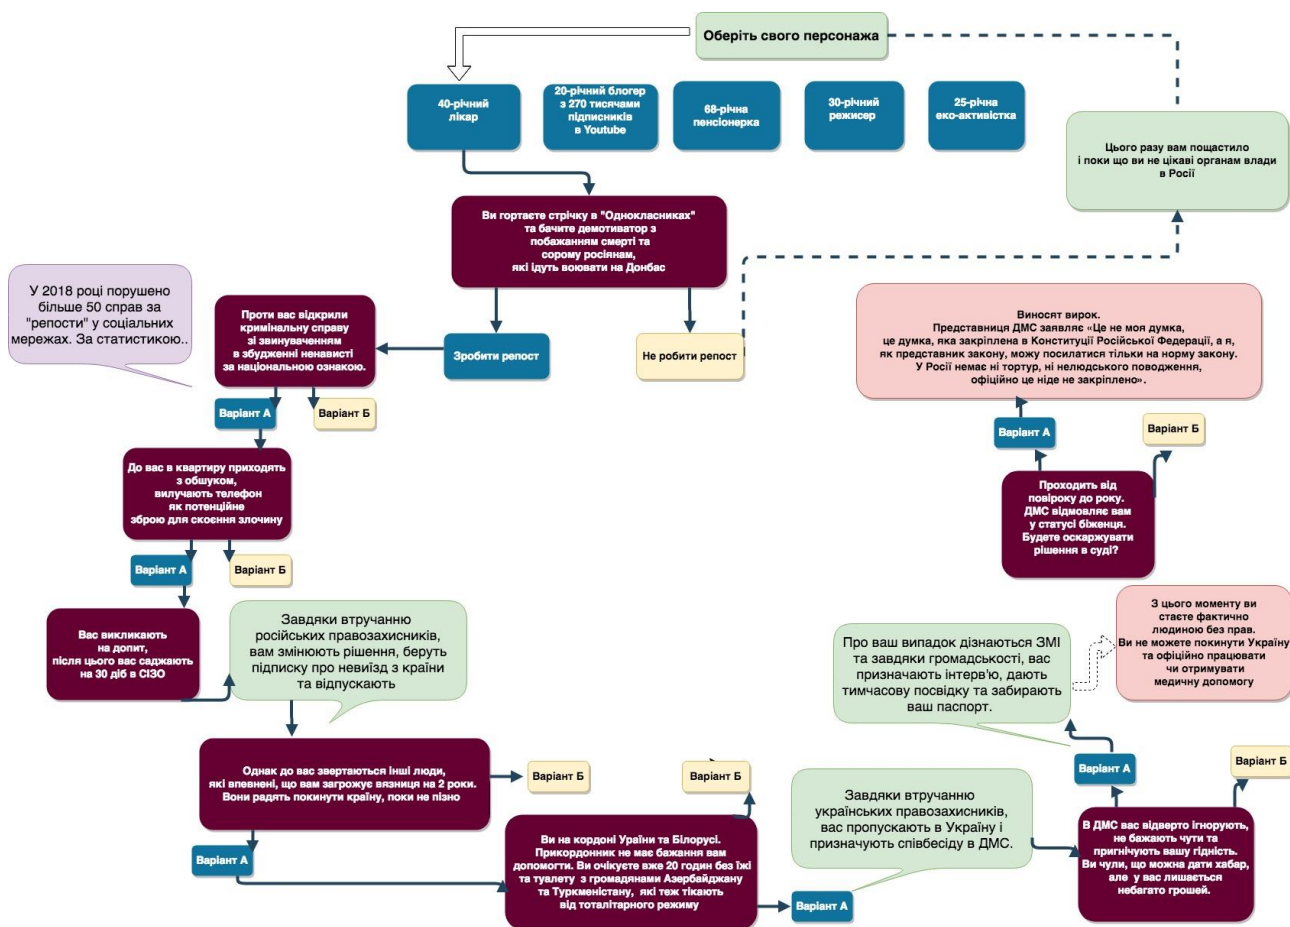 Оберіть свого персонажа
40-річний
лікар
20-річний блогер
з 270 тисячами
підписників
в Youtube
68-річна
пенсіонерка
30-річний
режисер
25-річна
еко-активістка
Цього разу вам пощастило
і поки що ви не цікаві органам влади
в Росії
Ви гортаєте стрічку в "Однокласниках"
та бачите демотиватор з
побажанням смерті та
сорому росіянам,
які ідуть воювати на Донбас
У 2018 році порушено
більше 50 справ за
"репости" у соціальних
мережах. За статистикою..
Проти вас відкрили
кримінальну справу
зі звинуваченням
в збудженні ненависті
за національною ознакою.
Зробити репост
Не робити репост
Виносят вирок.
Представниця ДМС заявляє «Це не моя думка,
це думка, яка закріплена в Конституції Російської Федерації, а я,
як представник закону, можу посилатися тільки на норму закону.
У Росії немає ні тортур, ні нелюдського поводження,
офіційно це ніде не закріплено».
Варіант А
Варіант Б
Варіант А
Варіант Б
До вас в квартиру приходять
з обшуком,
вилучають телефон
як потенційне
зброю для скоєння злочину
Проходить від
повіроку до року.
ДМС відмовляє вам
у статусі біженця.
Будете оскаржувати
рішення в суді?
Варіант А
Варіант Б
Вас викликають
на допит,
після цього вас саджають
на 30 діб в СІЗО
Завдяки втручанню
російських правозахисників,
вам змінюють рішення, беруть
підписку про невиїзд з країни
та відпускають
Про ваш випадок дізнаються ЗМІ
та завдяки громадськості, вас
призначають інтерв'ю, дають
тимчасову посвідку та забирають
ваш паспорт.
З цього моменту ви
стаєте фактично
людиною без прав.
Ви не можете покинути Україну
та офіційно працювати
чи отримувати
медичну допомогу
Однак до вас звертаються інші люди,
які впевнені, що вам загрожує вязниця на 2 роки.
Вони радять покинути країну, поки не пізно
Варіант Б
Варіант Б
Варіант А
Варіант Б
Варіант А
Ви на кордоні Ураїни та Білорусі.
Прикордонник не має бажання вам
допомогти. Ви очікуєте вже 20 годин без їжі
та туалету з громадянами Азербайджану
та Туркменістану, які теж тікають
від тоталітарного режиму
Завдяки втручанню
українських правозахисників,
вас пропускають в Україну і
призначують співбесіду в ДМС.
Варіант А
В ДМС вас відверто ігнорують,
не бажають чути та
пригнічують вашу гідність.
Ви чули, що можна дати хабар,
але у вас лишається
небагато грошей.